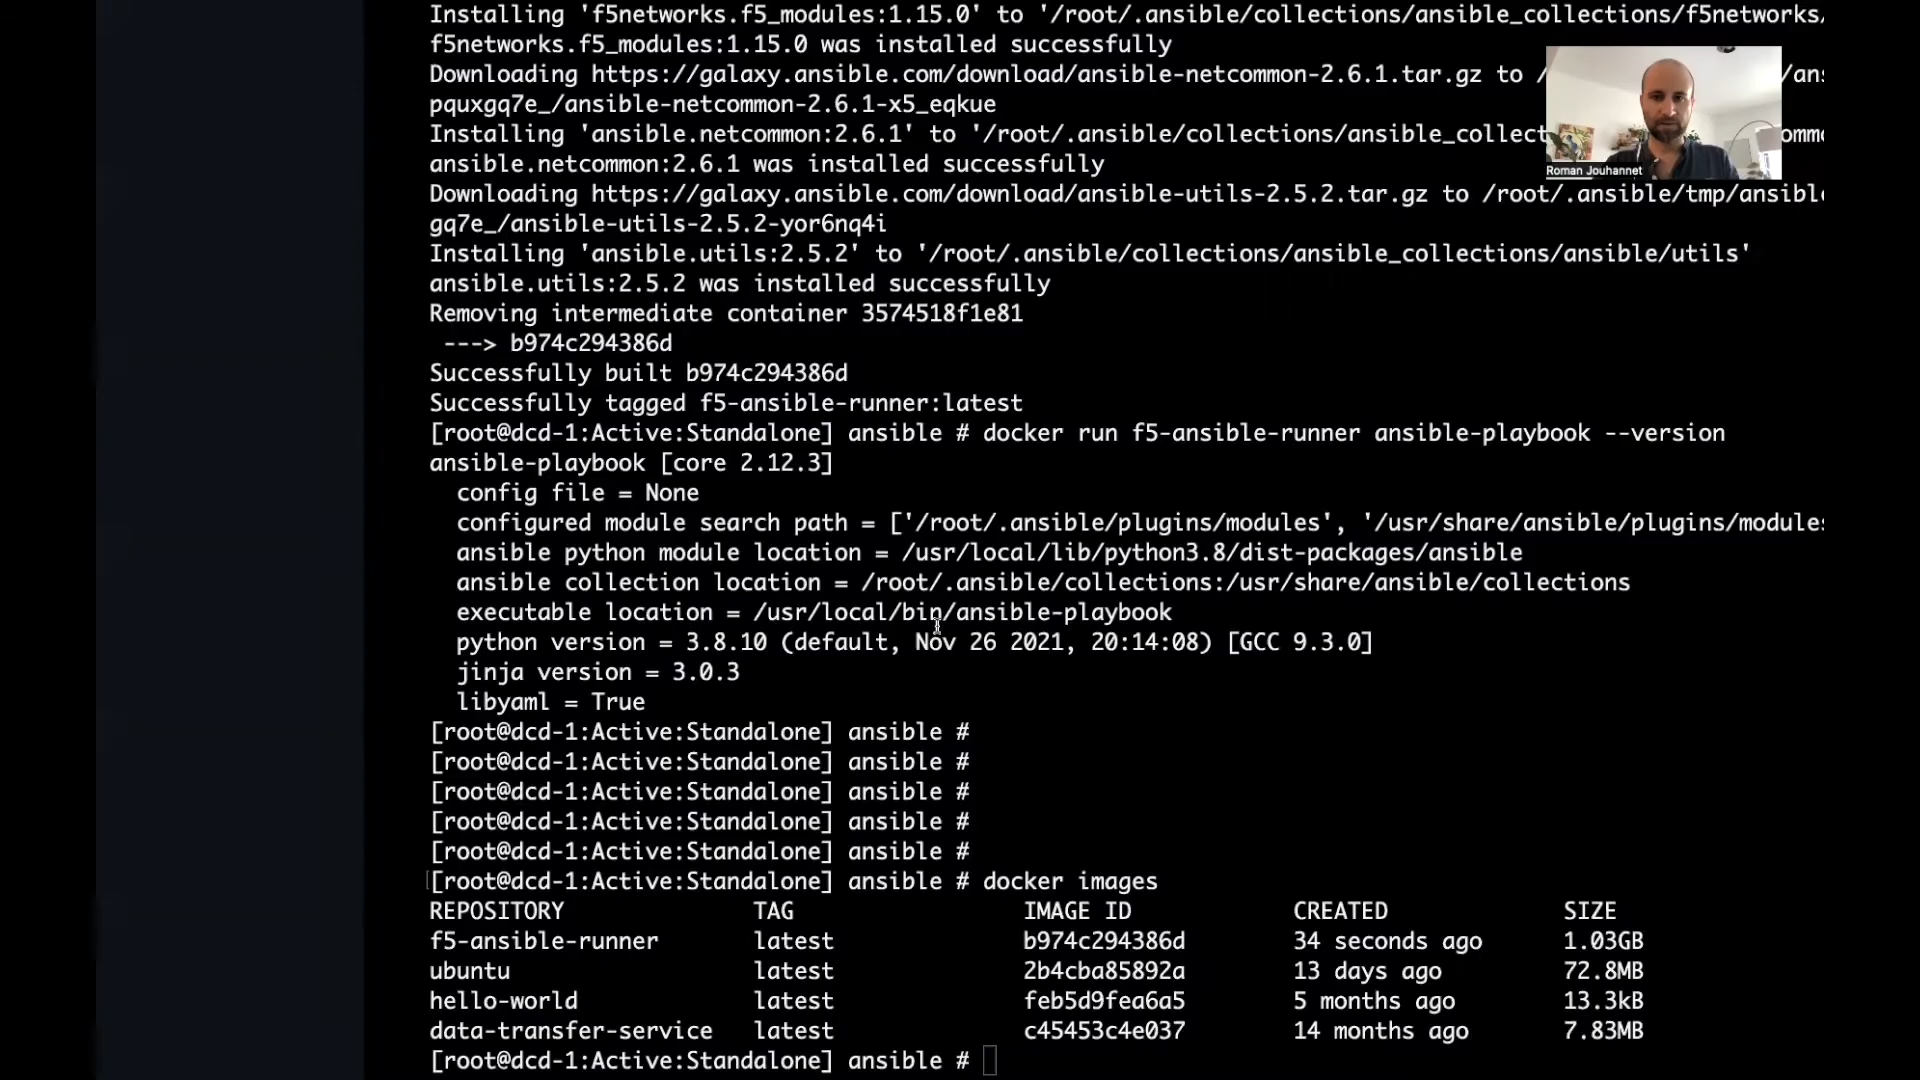 Installing 'f5networks.f5_modules:1.15.0' to '/root/.ansible/collections/ansible_collections/f5networks/
f5networks.f5_modules:1.15.0 was installed successfully
Downloading https://galaxy.ansible.com/download/ansible-netcommon-2.6.1.tar.gz to / /ans
pquxgq7e_/ansible-netcommon-2.6.1-x5_eqkue
Installing 'ansible.netcommon:2.6.1' to '/root/.ansible/collections/ansible_collect omm
ansible.netcommon:2.6.1 was installed successfully
Roman Jouhannet
Downloading https://galaxy.ansible.com/download/ansible-utils-2.5.2.tar.gz to /root/.ansible/tmp/ansible
gq7e_/ansible-utils-2.5.2-yor6nq4i
Installing 'ansible.utils:2.5.2' to '/root/.ansible/collections/ansible_collections/ansible/utils'
ansible.utils:2.5.2 was installed successfully
Removing intermediate container 3574518f1e81
---> b974c294386d
Successfully built b974c294386d
Successfully tagged f5-ansible-runner:latest
[root@dcd-1:Active:Standalone] ansible # docker run f5-ansible-runner ansible-playbook --version
ansible-playbook [core 2.12.3]
config file = None
configured module search path = ['/root/.ansible/plugins/modules', '/usr/share/ansible/plugins/modules
ansible python module location = /usr/local/lib/python3.8/dist-packages/ansible
ansible collection location = /root/.ansible/collections:/usr/share/ansible/collections
executable location = /usr/local/bin/ansible-playbook
python version = 3.8.10 (default, Nov 26 2021, 20:14:08) [GCC 9.3.0]
jinja version = 3.0.3
libyaml = True
[root@dcd-1:Active:Standalone] ansible #
[root@dcd-1:Active:Standalone] ansible #
[root@dcd-1:Active:Standalone] ansible #
[root@dcd-1:Active:Standalone] ansible #
[root@dcd-1:Active:Standalone] ansible #
[root@dcd-1:Active:Standalone] ansible # docker images
REPOSITORY TAG IMAGE ID CREATED SIZE
f5-ansible-runner latest b974c294386d 34 seconds ago 1.03GB
ubuntu latest 2b4cba85892a 13 days ago 72.8MB
hello-world latest feb5d9fea6a5 5 months ago 13.3kB
data-transfer-service latest c45453c4e037 14 months ago 7.83MB
[root@dcd-1:Active:Standalone] ansible #